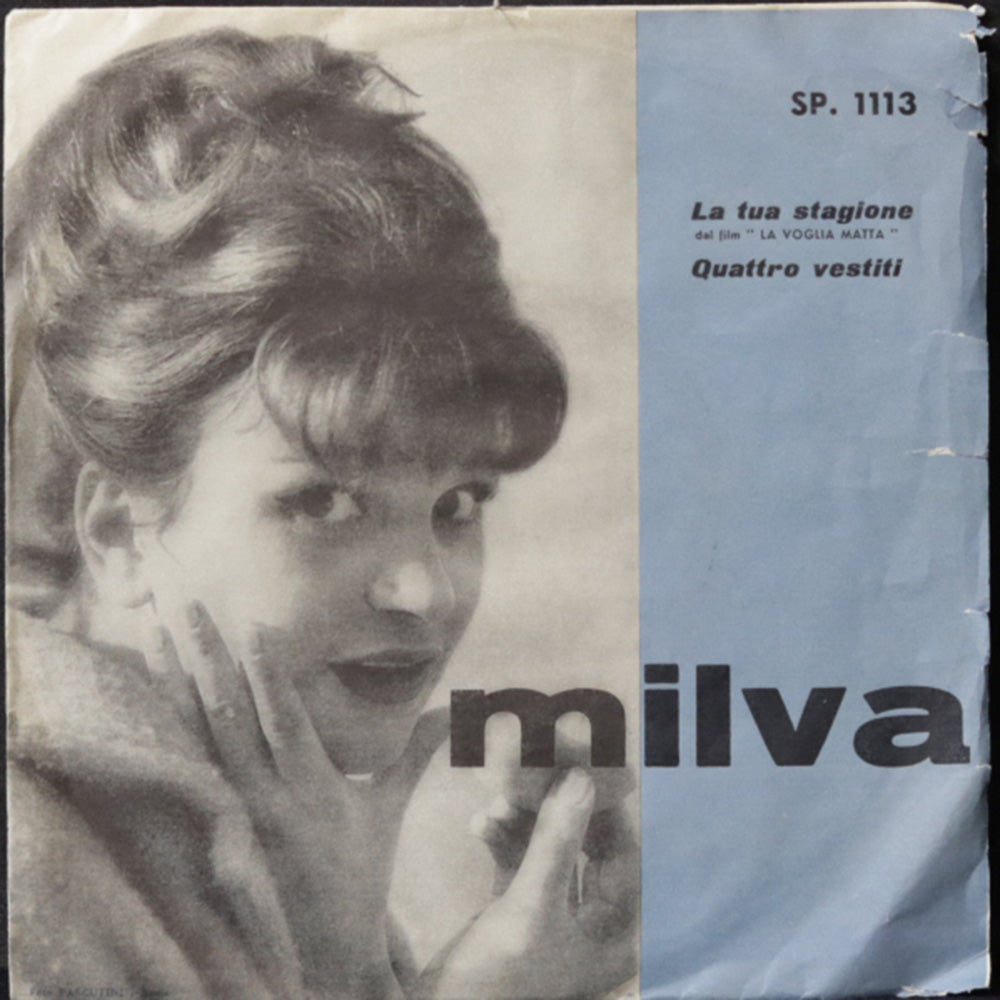 SP. 1113
La tua stagione
dal film " LA VOGLIA MATTA "
Quattro vestiti
milva